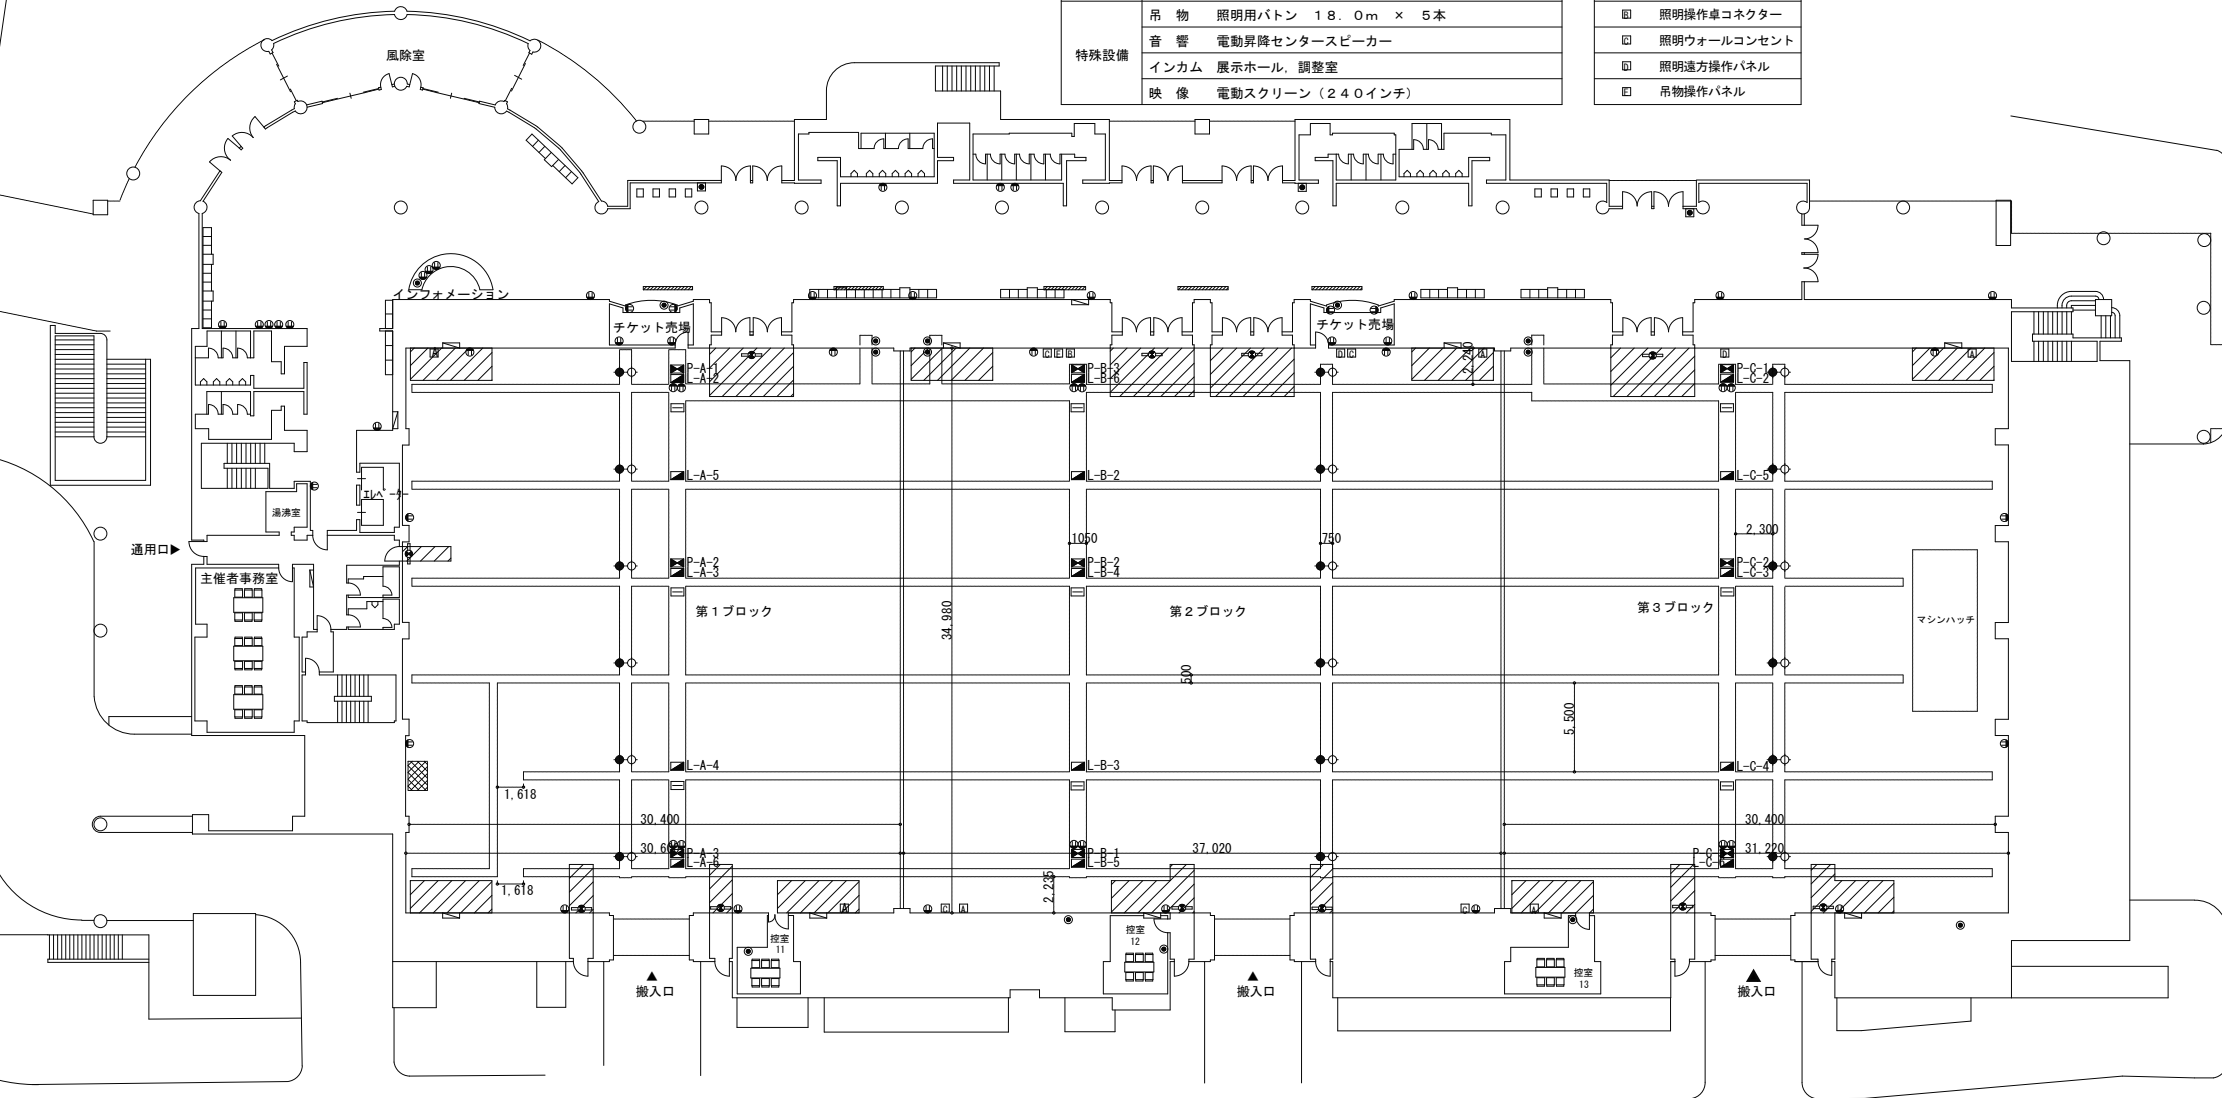 吊　物　照明用バトン　１８．０ｍ　×　５本
音　響　電動昇降センタースピーカー
特殊設備
インカム　展示ホール，調整室
映　像　電動スクリーン（２４０インチ）
B　照明操作卓コネクター
C　照明ウォールコンセント
D　照明遠方操作パネル
E　吊物操作パネル
風除室
インフォメーション
チケット売場
チケット売場
A
C E B
D C
A
D
A
2,240
P-A-1
L-A-2
P-B-3
L-B-6
P-C-1
L-C-2
L-A-5
L-B-2
L-C-5
エレベーター
湯沸室
通用口▶
1050
750
2,300
P-A-2
L-A-3
P-B-2
L-B-4
P-C-2
L-C-3
主催者事務室
第１ブロック
第２ブロック
第３ブロック
34,980
マシンハッチ
500
5,500
L-A-4
L-B-3
L-C-4
1,618
30,400
30,400
37,020
31,220
P-A-3
L-A-6
P-B-1
L-B-5
1,618
2,235
A
C A
C
A
控室
11
控室
12
控室
13
▲
搬入口
▲
搬入口
▲
搬入口